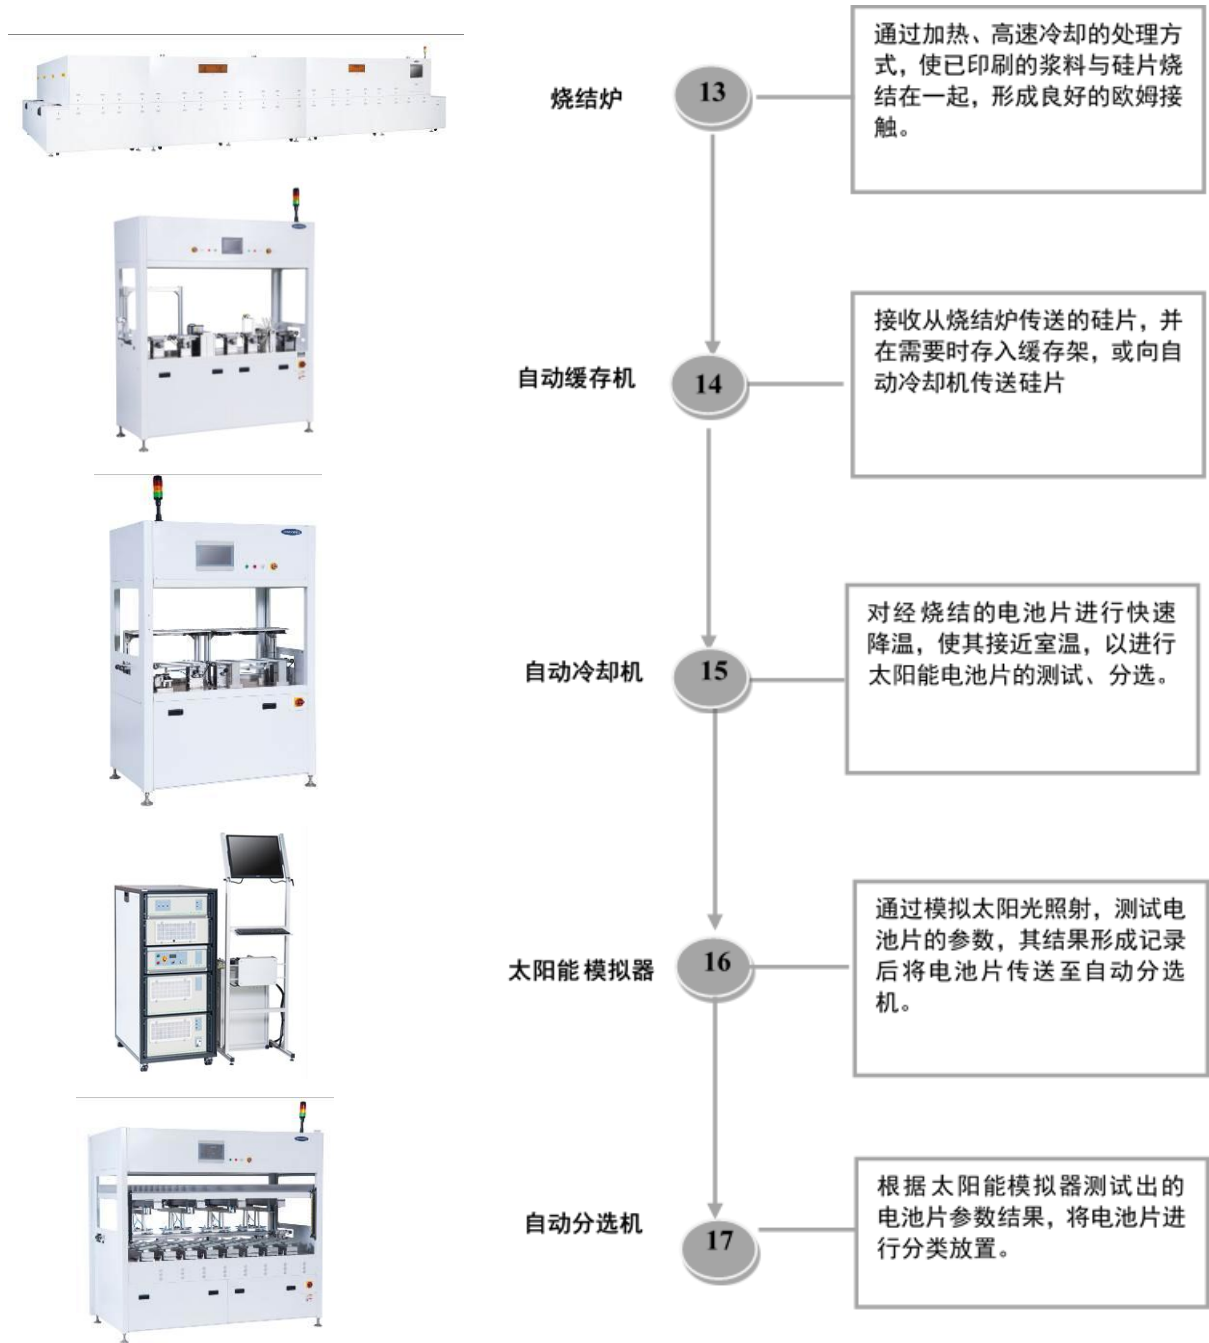 烧结炉
13
通过加热、高速冷却的处理方
式，使已印刷的浆料与硅片烧
结在一起，形成良好的欧姆接
触。
自动缓存机
14
接收从烧结炉传送的硅片，并
在需要时存入缓存架，或向自
动冷却机传送硅片
自动冷却机
15
对经烧结的电池片进行快速
降温，使其接近室温，以进行
太阳能电池片的测试、分选。
太阳能模拟器
16
通过模拟太阳光照射，测试电
池片的参数，其结果形成记录
后将电池片传送至自动分选
机。
自动分选机
17
根据太阳能模拟器测试出的
电池片参数结果，将电池片进
行分类放置。